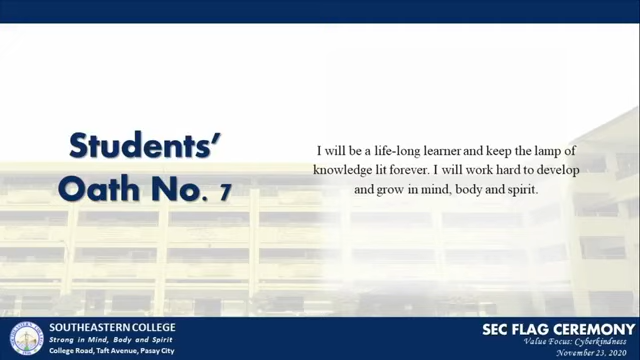 Students’
Oath No. 7
I will be a life-long learner and keep the lamp of
knowledge lit forever. I will work hard to develop
and grow in mind, body and spirit.
SOUTHEASTERN COLLEGE
Strong in Mind, Body and Spirit
College Road, Taft Avenue, Pasay City
SEC FLAG CEREMONY
Value Focus: Cyberkindness
November 23, 2020